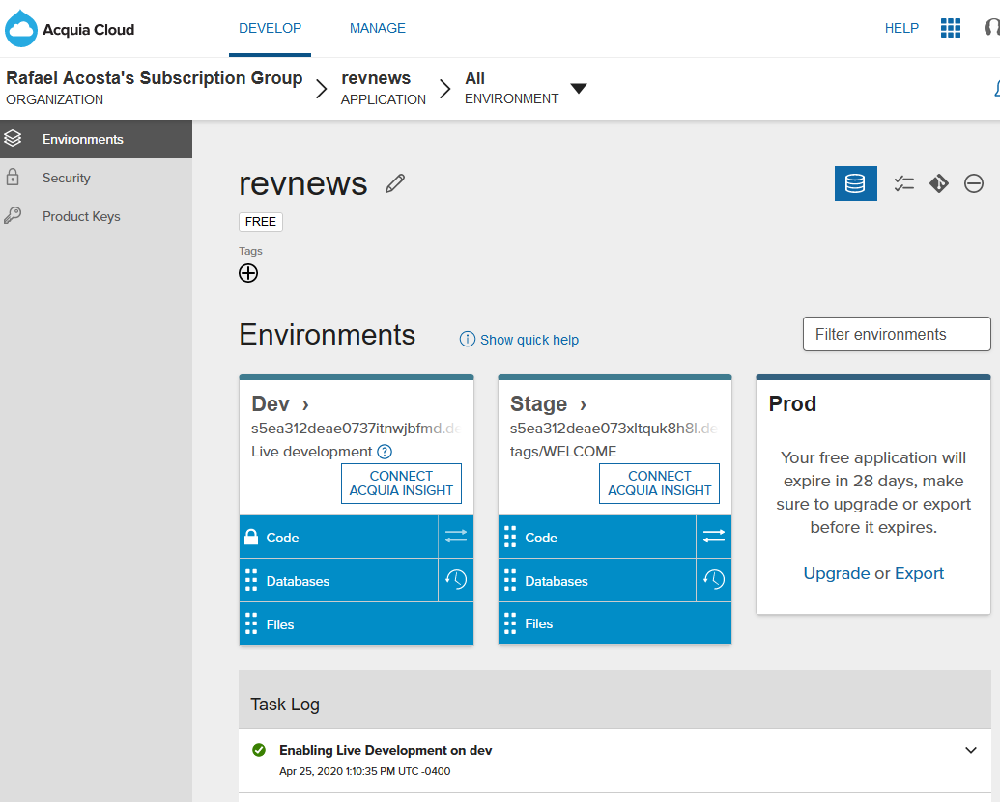 Acquia Cloud
DEVELOP
MANAGE
HELP
Rafael Acosta's Subscription Group
ORGANIZATION
revnews
APPLICATION
All
ENVIRONMENT
Environments
Security
Product Keys
revnews
FREE
Tags
Environments
Show quick help
Filter environments
Dev
s5ea312deae0737itnwjbfmd.de
Live development
CONNECT
ACQUIA INSIGHT
Code
Databases
Files
Stage
s5ea312deae073xltquk8h8l.de
tags/WELCOME
CONNECT
ACQUIA INSIGHT
Code
Databases
Files
Prod
Your free application will
expire in 28 days, make
sure to upgrade or export
before it expires.
Upgrade or Export
Task Log
Enabling Live Development on dev
Apr 25, 2020 1:10:35 PM UTC -0400